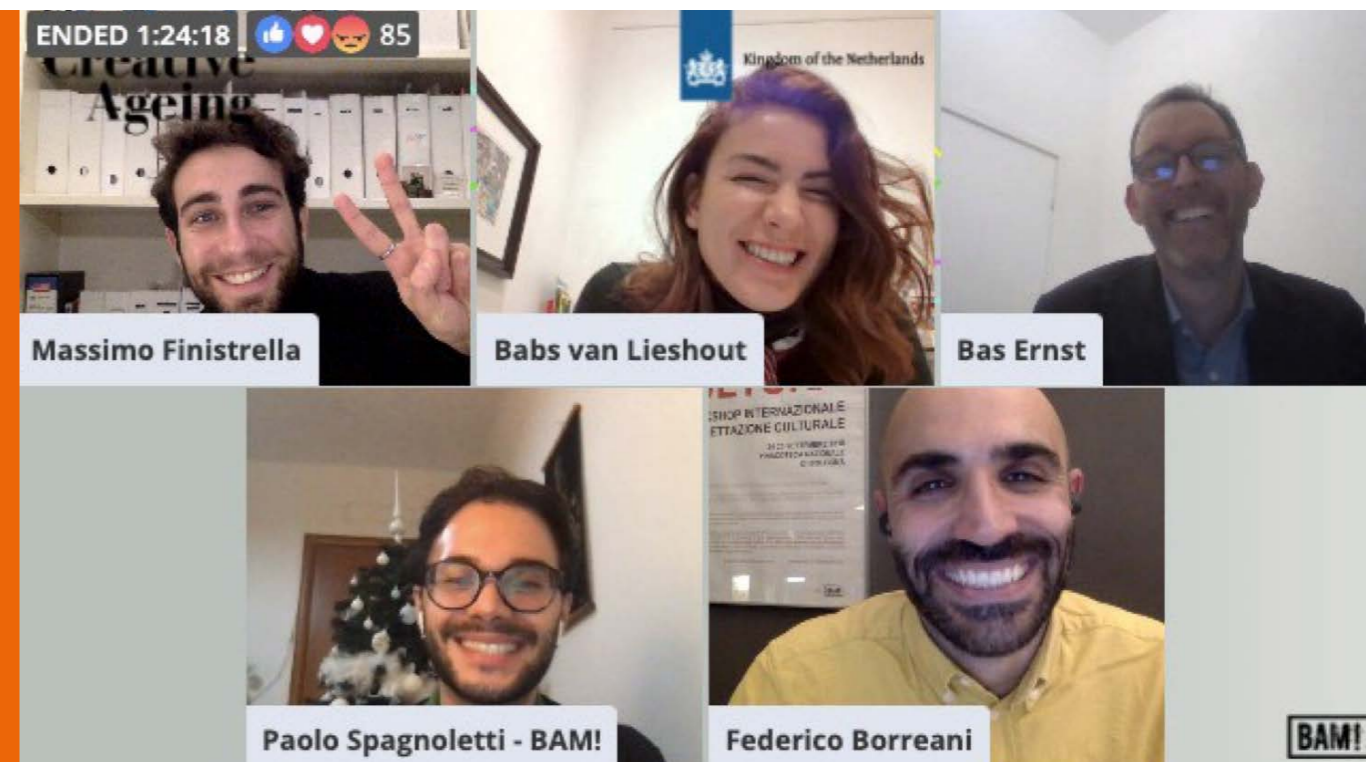 ENDED 1:24:18 85
Creative
Ageing
Kingdom of the Netherlands
Massimo Finistrella
Babs van Lieshout
Bas Ernst
SHOP INTERNAZIONALE
ETTAZIONE CULTURALE
Paolo Spagnoletti - BAM!
Federico Borreani
BAM!